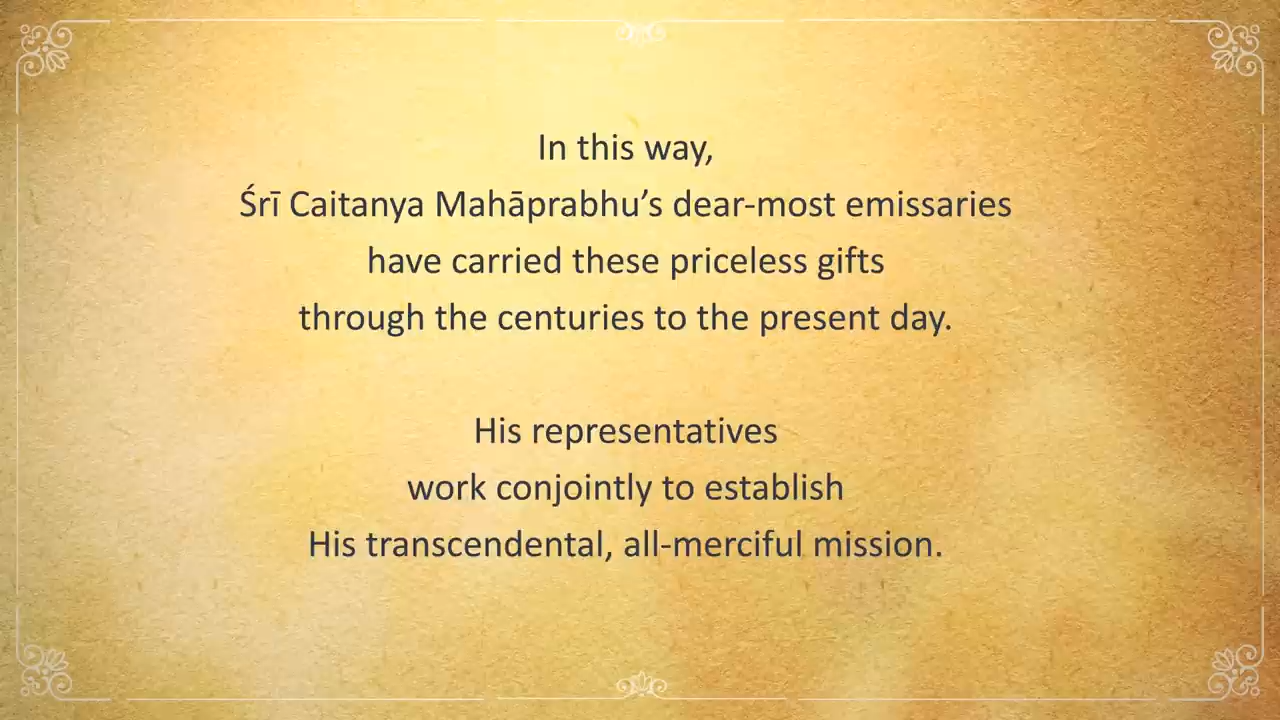 In this way,
Śrī Caitanya Mahāprabhu’s dear-most emissaries
have carried these priceless gifts
through the centuries to the present day.
His representatives
work conjointly to establish
His transcendental, all-merciful mission.